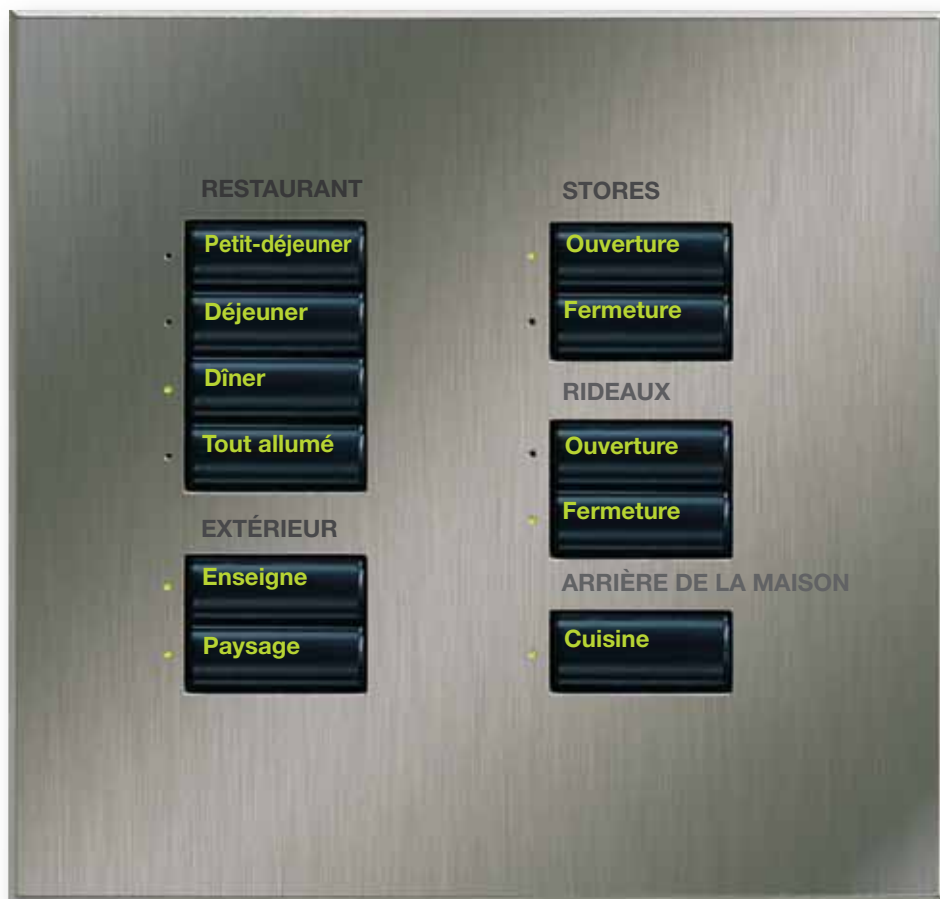 RESTAURANT
Petit-déjeuner
Déjeuner
Dîner
Tout allumé
EXTÉRIEUR
Enseigne
Paysage
STORES
Ouverture
Fermeture
RIDEAUX
Ouverture
Fermeture
ARRIÈRE DE LA MAISON
Cuisine